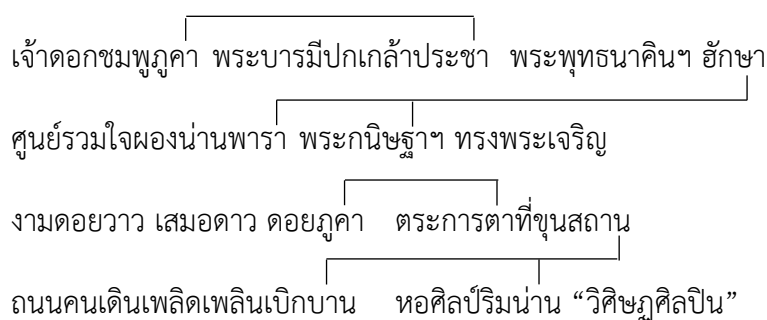 เจ้าดอกชมพูภูคา พระบารมีปกเกล้าประชา พระพุทธนาคินฯ ฮักษา
ศูนย์รวมใจผองน่านพารา พระกนิษฐาฯ ทรงพระเจริญ
งามดอยวาว เสมอดาว ดอยภูคา ตระการตาที่ขุนสถาน
ถนนคนเดินเพลิดเพลินเบิกบาน หอศิลป์ริมน่าน “วิศิษฏศิลปิน”